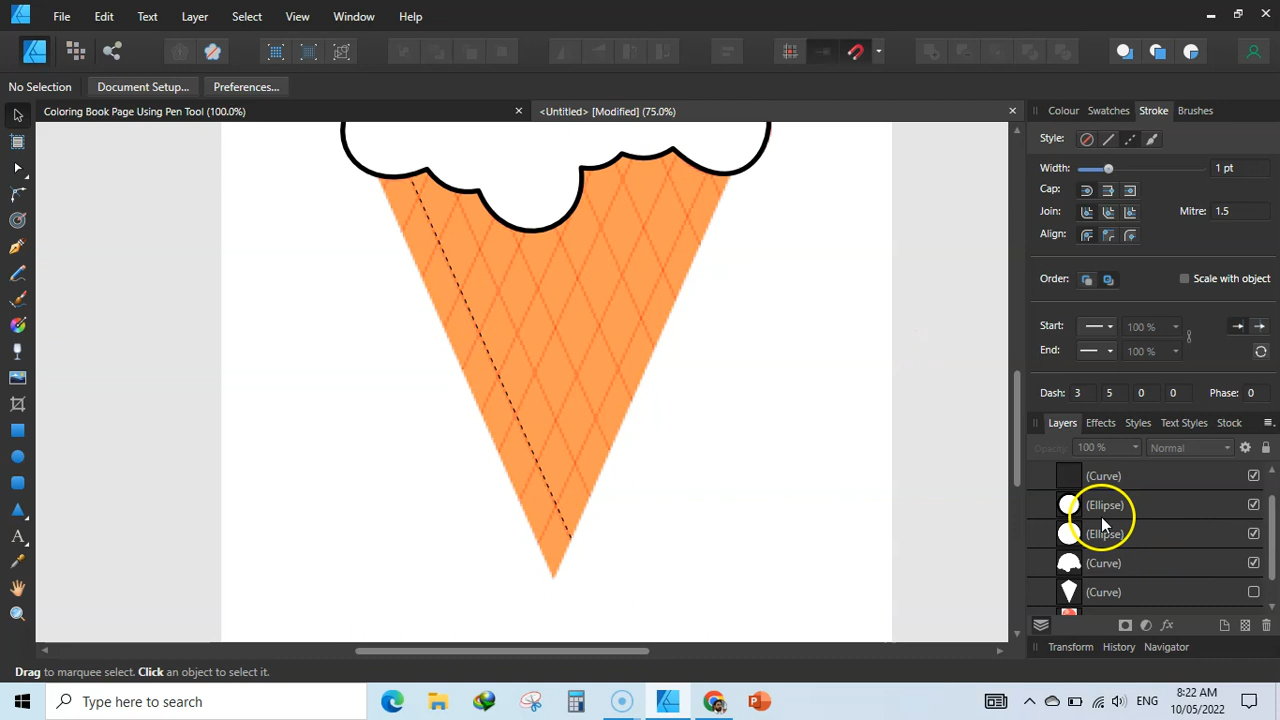 File Edit Text Layer Select View Window Help
No Selection Document Setup... Preferences...
Coloring Book Page Using Pen Tool (100.0%) <Untitled> [Modified] (75.0%)
Colour Swatches Stroke Brushes
Style:
Width: 1 pt
Cap:
Join: Mitre: 1.5
Align:
Order: Scale with object
Start: 100 %
End: 100 %
Dash: 3 5 0 0 Phase: 0
Layers Effects Styles Text Styles Stock
Opacity: 100 % Normal
(Curve)
(Ellipse)
(Ellipse)
(Curve)
(Curve)
Transform History Navigator
Drag to marquee select. Click an object to select it.
Type here to search
ENG
8:22 AM
10/05/2022